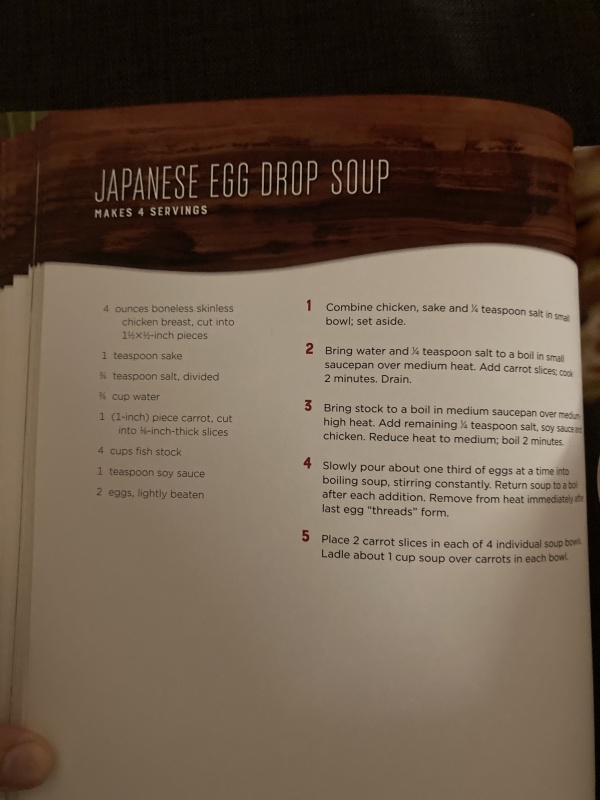 JAPANESE EGG DROP SOUP
MAKES 4 SERVINGS
4 ounces boneless skinless
chicken breast, cut into
1½×½-inch pieces
1 teaspoon sake
¾ teaspoon salt, divided
¾ cup water
1 (1-inch) piece carrot, cut
into ⅛-inch-thick slices
4 cups fish stock
1 teaspoon soy sauce
2 eggs, lightly beaten
1 Combine chicken, sake and ¼ teaspoon salt in small
bowl; set aside.
2 Bring water and ¼ teaspoon salt to a boil in small
saucepan over medium heat. Add carrot slices; cook
2 minutes. Drain.
3 Bring stock to a boil in medium saucepan over medium-
high heat. Add remaining ¼ teaspoon salt, soy sauce and
chicken. Reduce heat to medium; boil 2 minutes.
4 Slowly pour about one third of eggs at a time into
boiling soup, stirring constantly. Return soup to a boil
after each addition. Remove from heat immediately after
last egg "threads" form.
5 Place 2 carrot slices in each of 4 individual soup bowls.
Ladle about 1 cup soup over carrots in each bowl.